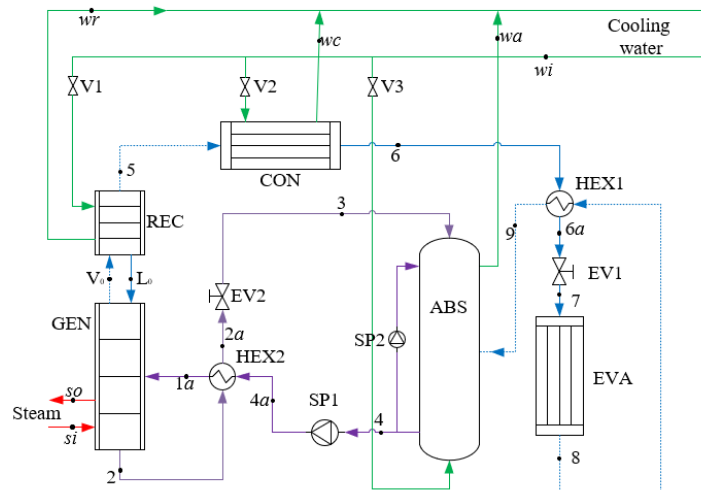 wr
Cooling
water
wc
wa
wi
V1
V2
V3
5
6
CON
HEX1
REC
3
9
6a
EV1
V₀
L₀
GEN
EV2
ABS
7
SP2
2a
HEX2
EVA
so
1a
4a
SP1
4
Steam
si
2
8